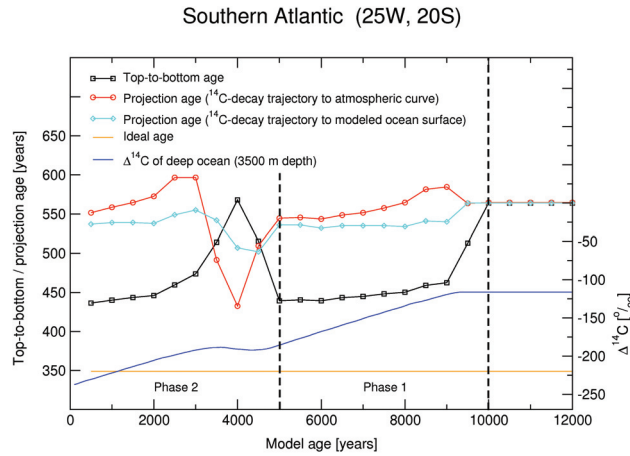 Southern Atlantic (25W, 20S)
Top-to-bottom age
Projection age (¹⁴C-decay trajectory to atmospheric curve)
Projection age (¹⁴C-decay trajectory to modeled ocean surface)
Ideal age
Δ¹⁴C of deep ocean (3500 m depth)
Top-to-bottom / projection age [years]
650
600
550
500
450
400
350
-50
-100
-150
-200
-250
Δ¹⁴C [⁰/₀₀]
Phase 2
Phase 1
0
2000
4000
6000
8000
10000
12000
Model age [years]